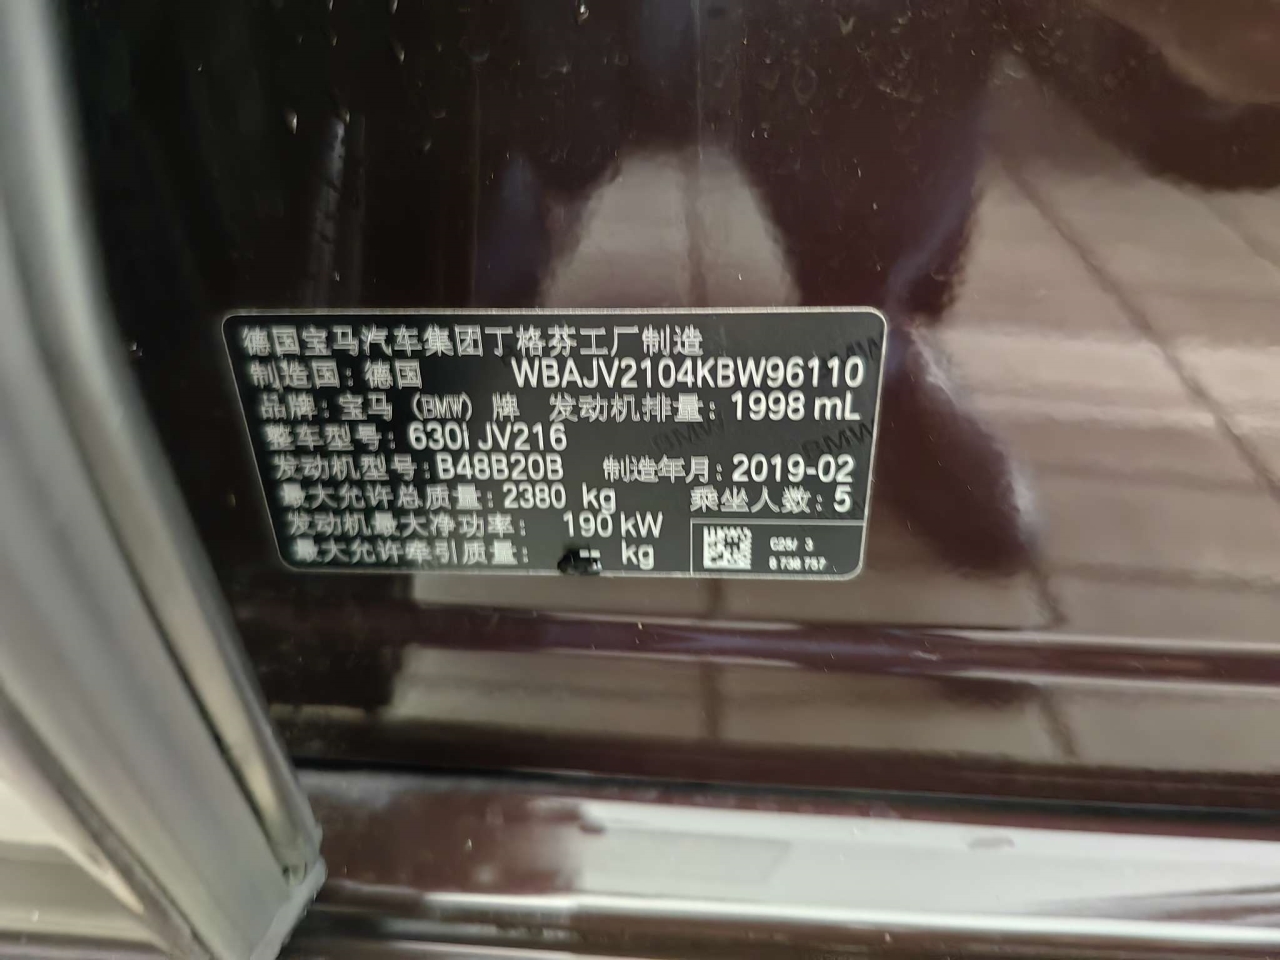 德国宝马汽车集团丁格芬工厂制造
制造国：德国 WBAJV2104KBW96110
品牌：宝马（BMW）牌 发动机排量：1998 mL
整车型号：630i JV216
发动机型号：B48B20B 制造年月：2019-02
最大允许总质量：2380 kg 乘坐人数：5
发动机最大净功率： 190 kW
最大允许牵引质量： -- kg
C25/ 3
8 738 757